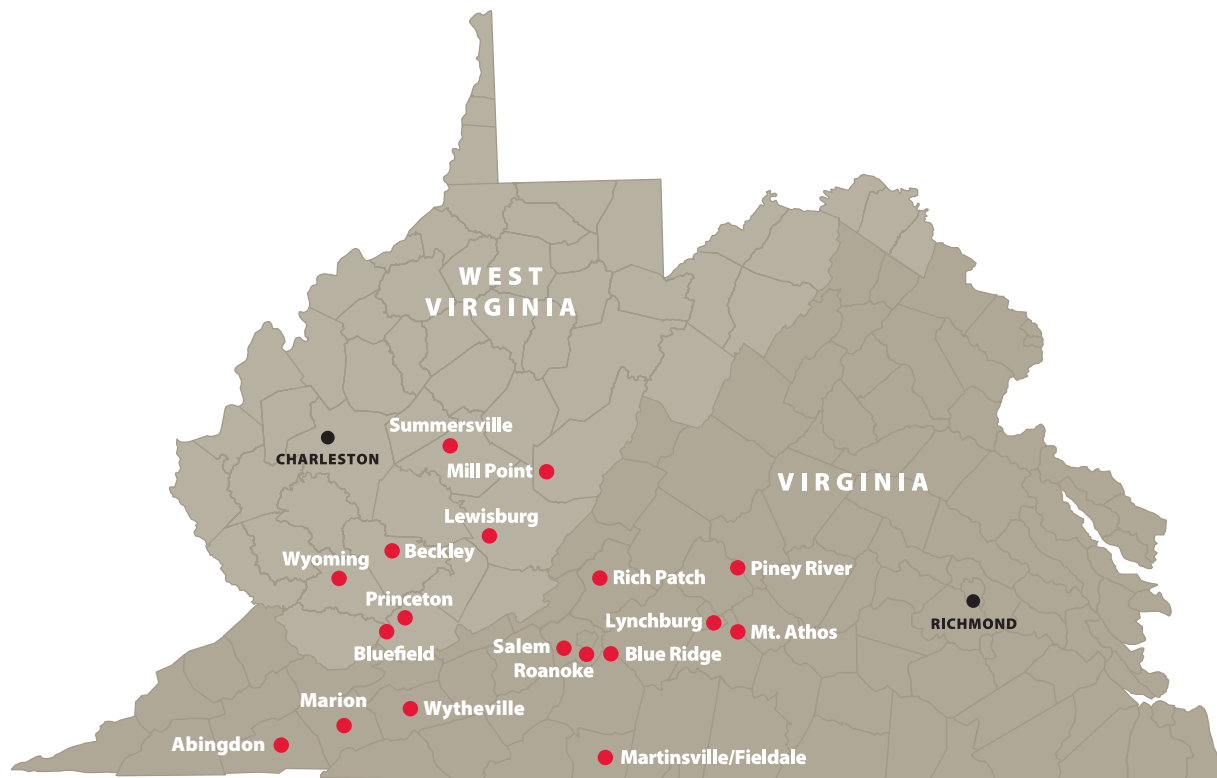 WEST
VIRGINIA
Summersville
CHARLESTON
Mill Point
VIRGINIA
Lewisburg
Beckley
Wyoming
Piney River
Rich Patch
Princeton
Lynchburg
RICHMOND
Mt. Athos
Bluefield
Salem
Blue Ridge
Roanoke
Marion
Wytheville
Abingdon
Martinsville/Fieldale